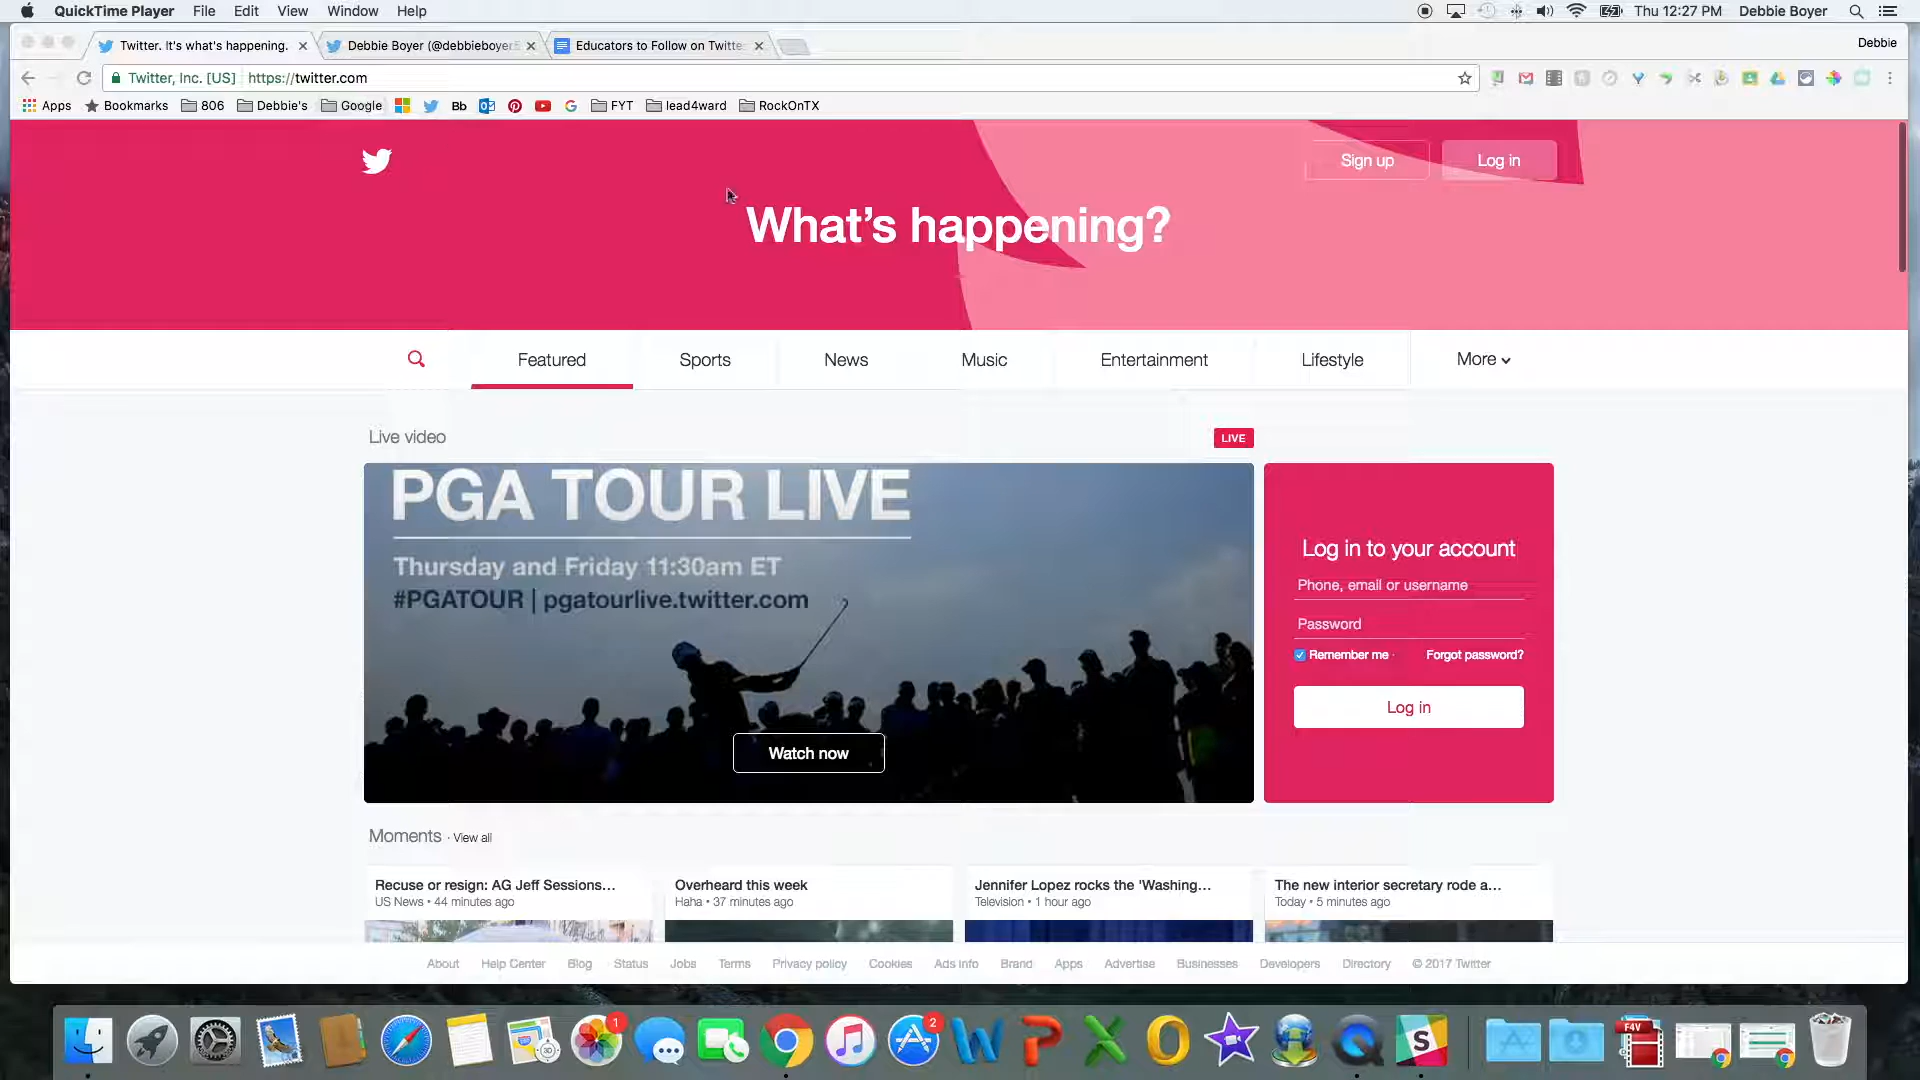 QuickTime Player File Edit View Window Help
Thu 12:27 PM Debbie Boyer
Twitter. It's what's happening.
Debbie Boyer (@debbieboyer
Educators to Follow on Twitte
Debbie
Twitter, Inc. [US] https://twitter.com
Apps Bookmarks 806 Debbie's Google Bb FYT lead4ward RockOnTX
Sign up
Log in
What's happening?
Featured Sports News Music Entertainment Lifestyle More
Live video
LIVE
PGA TOUR LIVE
Thursday and Friday 11:30am ET
#PGATOUR | pgatourlive.twitter.com
Watch now
Log in to your account
Phone, email or username
Password
Remember me · Forgot password?
Log in
Moments · View all
Recuse or resign: AG Jeff Sessions...
US News • 44 minutes ago
Overheard this week
Haha • 37 minutes ago
Jennifer Lopez rocks the 'Washing...
Television • 1 hour ago
The new interior secretary rode a...
Today • 5 minutes ago
About Help Center Blog Status Jobs Terms Privacy policy Cookies Ads info Brand Apps Advertise Businesses Developers Directory © 2017 Twitter
1
2
3D
W P X O S
F4V